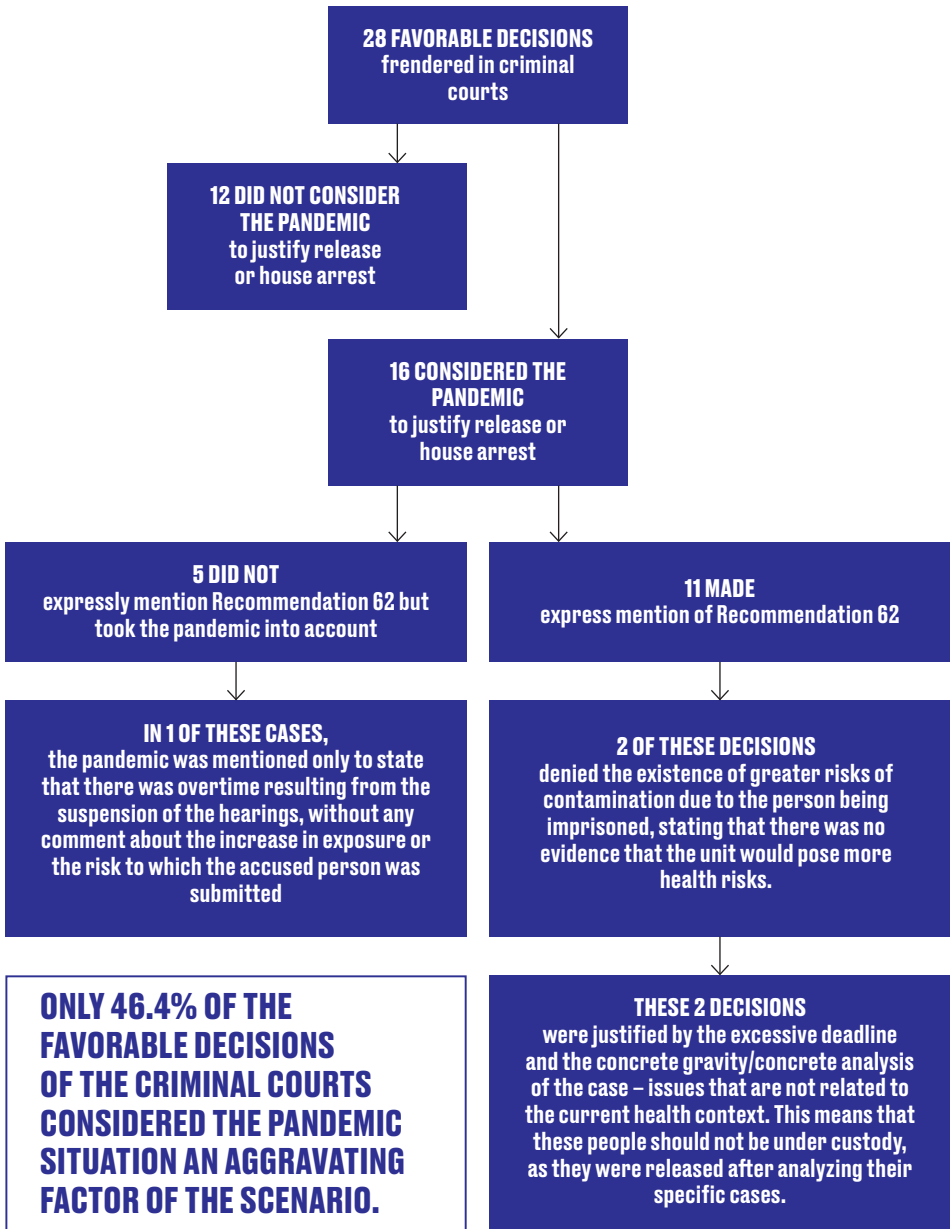 28 FAVORABLE DECISIONS
frendered in criminal
courts
12 DID NOT CONSIDER
THE PANDEMIC
to justify release
or house arrest
16 CONSIDERED THE
PANDEMIC
to justify release or
house arrest
5 DID NOT
expressly mention Recommendation 62 but
took the pandemic into account
11 MADE
express mention of Recommendation 62
IN 1 OF THESE CASES,
the pandemic was mentioned only to state
that there was overtime resulting from the
suspension of the hearings, without any
comment about the increase in exposure or
the risk to which the accused person was
submitted
2 OF THESE DECISIONS
denied the existence of greater risks of
contamination due to the person being
imprisoned, stating that there was no
evidence that the unit would pose more
health risks.
ONLY 46.4% OF THE
FAVORABLE DECISIONS
OF THE CRIMINAL COURTS
CONSIDERED THE PANDEMIC
SITUATION AN AGGRAVATING
FACTOR OF THE SCENARIO.
THESE 2 DECISIONS
were justified by the excessive deadline
and the concrete gravity/concrete analysis
of the case – issues that are not related to
the current health context. This means that
these people should not be under custody,
as they were released after analyzing their
specific cases.